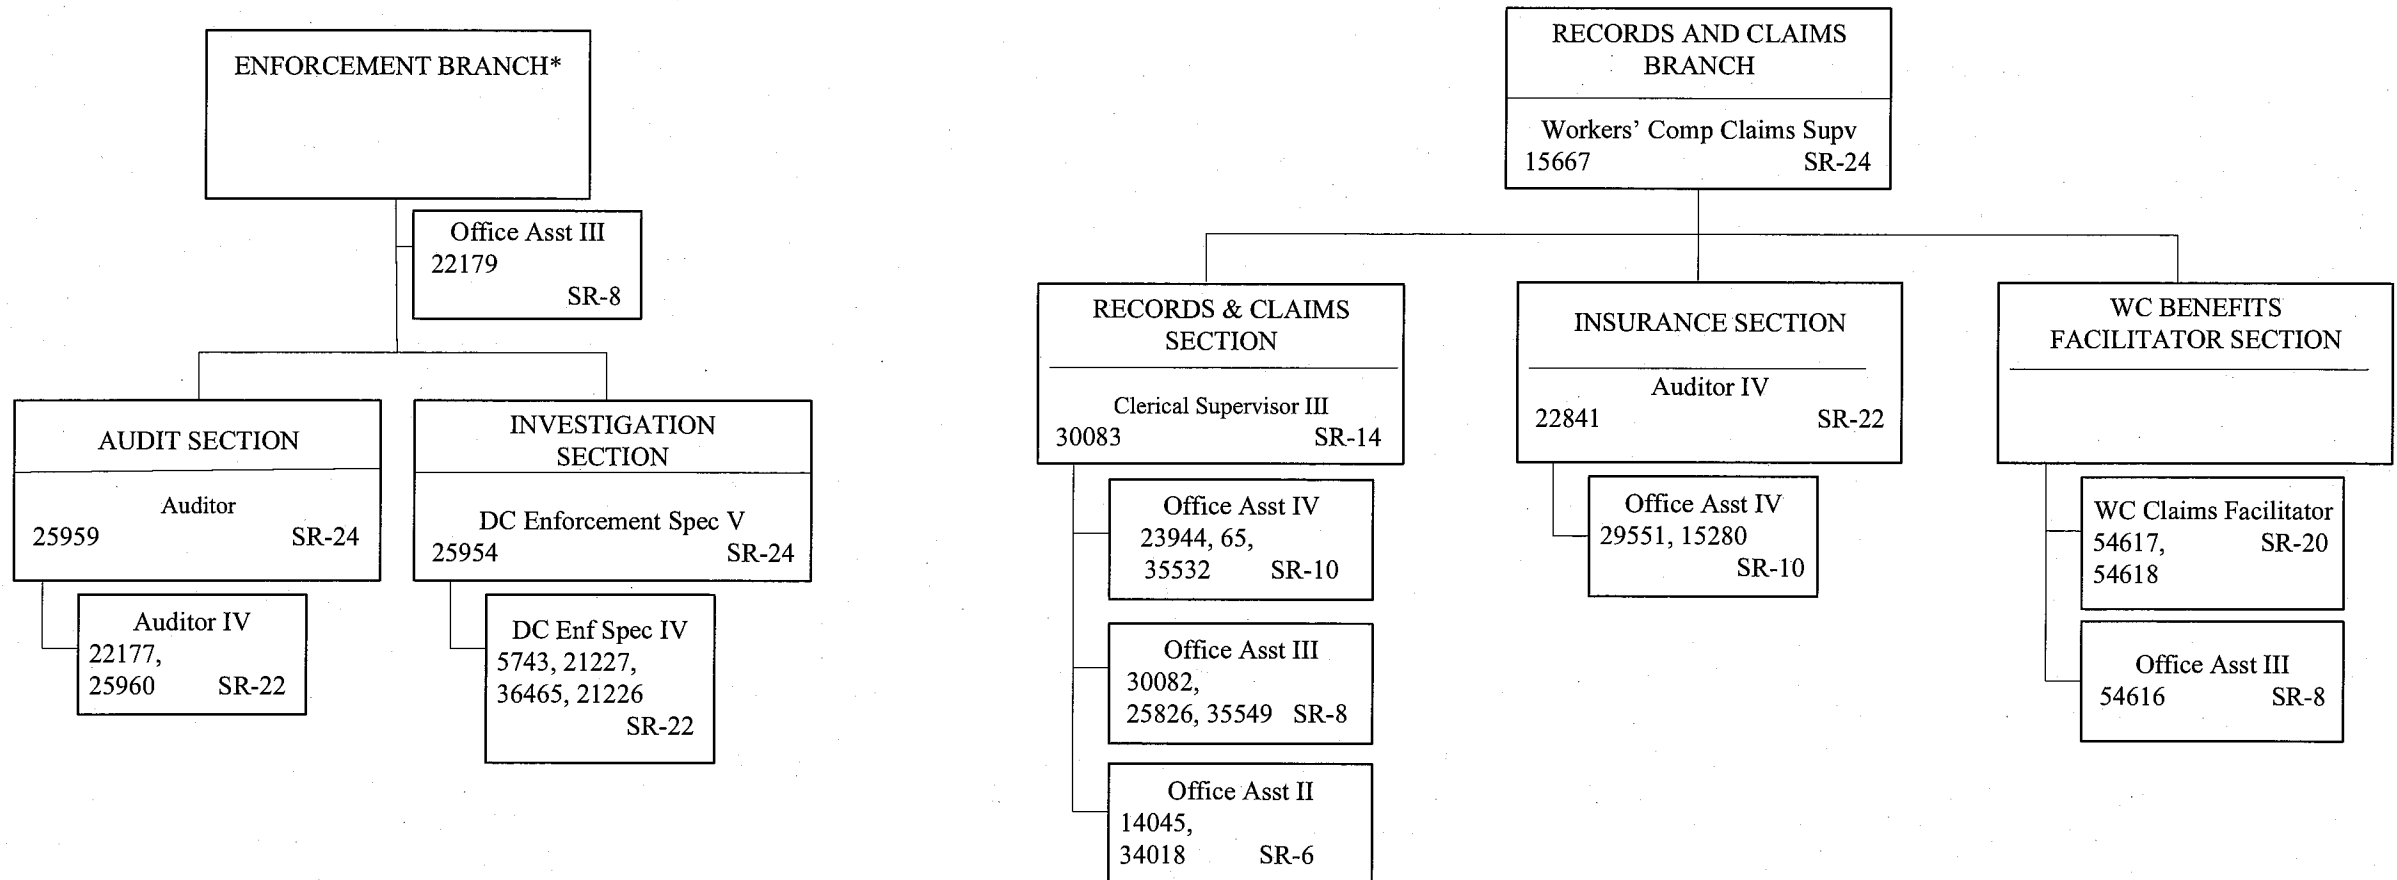 ENFORCEMENT BRANCH*
Office Asst III
22179
SR-8
AUDIT SECTION
Auditor
25959 SR-24
Auditor IV
22177,
25960 SR-22
INVESTIGATION
SECTION
DC Enforcement Spec V
25954 SR-24
DC Enf Spec IV
5743, 21227,
36465, 21226
SR-22
RECORDS AND CLAIMS
BRANCH
Workers' Comp Claims Supv
15667 SR-24
RECORDS & CLAIMS
SECTION
Clerical Supervisor III
30083 SR-14
Office Asst IV
23944, 65,
35532 SR-10
Office Asst III
30082,
25826, 35549 SR-8
Office Asst II
14045,
34018 SR-6
INSURANCE SECTION
Auditor IV
22841 SR-22
Office Asst IV
29551, 15280
SR-10
WC BENEFITS
FACILITATOR SECTION
WC Claims Facilitator
54617, SR-20
54618
Office Asst III
54616 SR-8